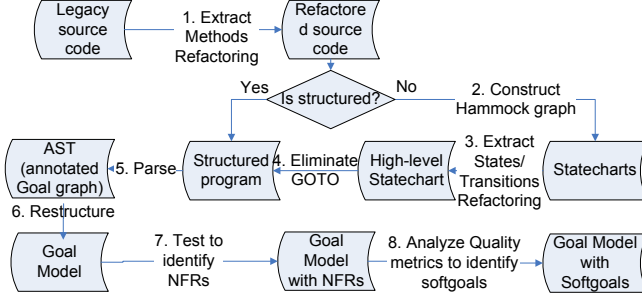 Legacy
source
code
1. Extract
Methods
Refactoring
Refactore
d source
code
Yes
Is structured?
No
2. Construct
Hammock graph
AST
(annotated
Goal graph)
5. Parse
Structured
program
4. Eliminate
GOTO
High-level
Statechart
3. Extract
States/
Transitions
Refactoring
Statecharts
6. Restructure
Goal
Model
7. Test to
identify
NFRs
Goal
Model
with NFRs
8. Analyze Quality
metrics to identify
softgoals
Goal Model
with
Softgoals